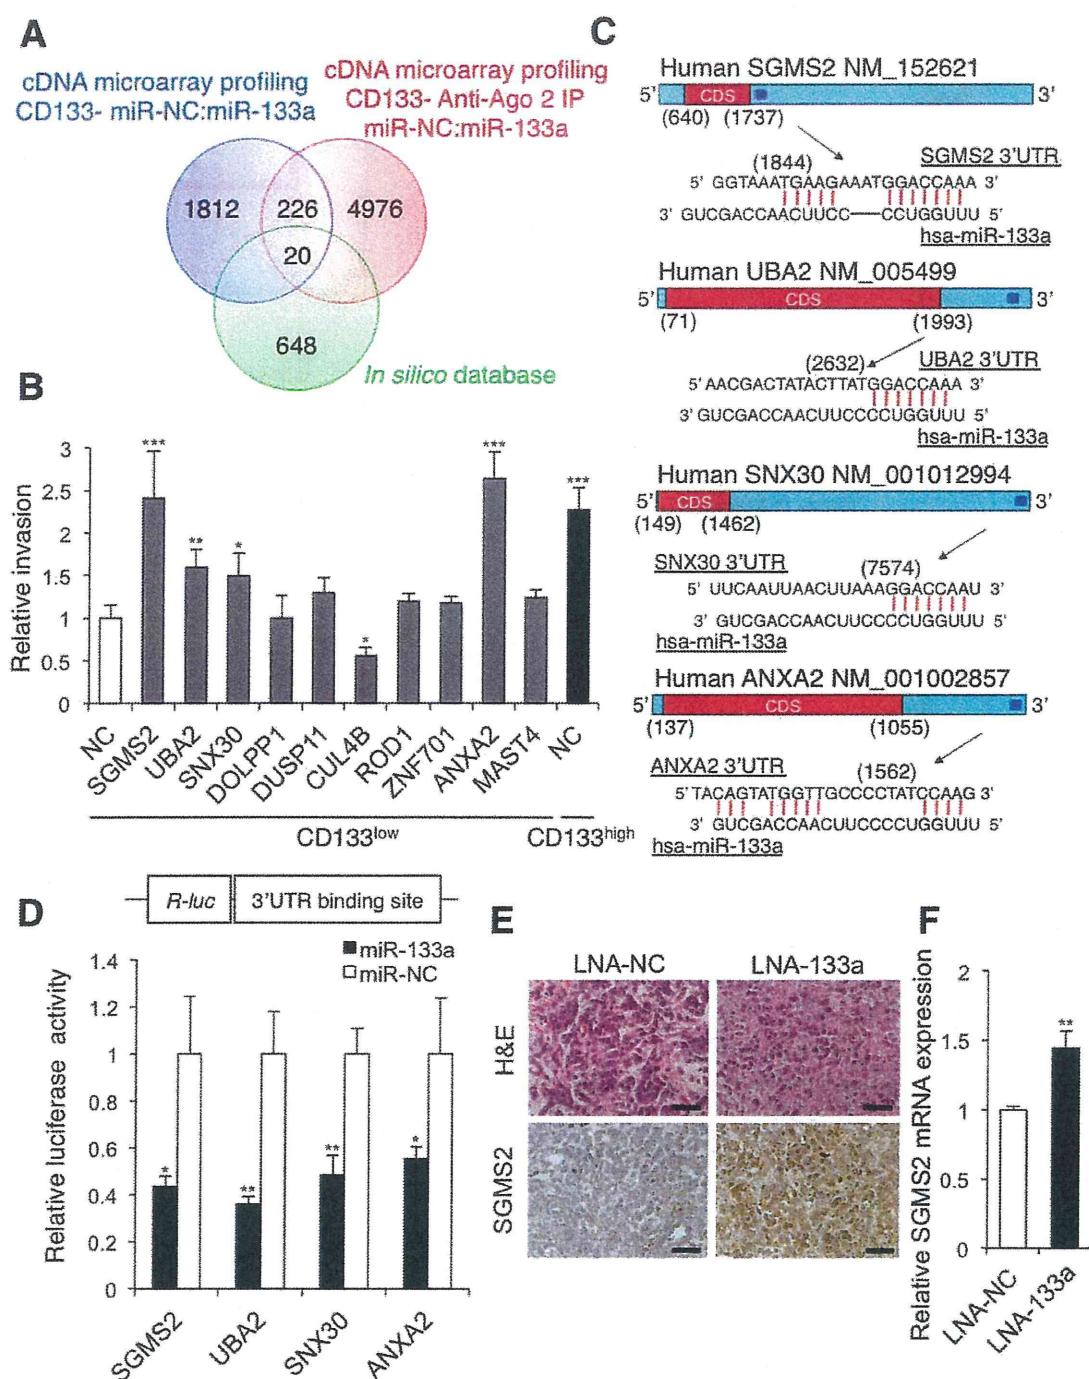 A
cDNA microarray profiling
CD133- miR-NC:miR-133a
cDNA microarray profiling
CD133- Anti-Ago 2 IP
miR-NC:miR-133a
1812
226
4976
20
648
In silico database
B
Relative invasion
3
2.5
2
1.5
1
0.5
0
***
**
*
*
***
***
NC
SGMS2
UBA2
SNX30
DOLPP1
DUSP11
CUL4B
ROD1
ZNF701
ANXA2
MAST4
NC
CD133low
CD133high
C
Human SGMS2 NM_152621
5' CDS 3'
(640) (1737)
(1844)
SGMS2 3'UTR
5' GGTAAATGAAGAAATGGACCAAA 3'
3' GUCGACCAACUUCC—CCUGGUUU 5'
hsa-miR-133a
Human UBA2 NM_005499
5' CDS 3'
(71) (1993)
(2632)
UBA2 3'UTR
5' AACGACTATACTTATGGACCAAA 3'
3' GUCGACCAACUUCCCCUGGUUU 5'
hsa-miR-133a
Human SNX30 NM_001012994
5' CDS 3'
(149) (1462)
SNX30 3'UTR
(7574)
5' UUCAAUUAACUUAAAGGACCAAU 3'
3' GUCGACCAACUUCCCCUGGUUU 5'
hsa-miR-133a
Human ANXA2 NM_001002857
5' CDS 3'
(137) (1055)
ANXA2 3'UTR
(1562)
5' TACAGTATGGTTGCCCCTATCCAAG 3'
3' GUCGACCAACUUCCCCUGGUUU 5'
hsa-miR-133a
D
R-luc 3'UTR binding site
miR-133a
miR-NC
Relative luciferase activity
1.4
1.2
1
0.8
0.6
0.4
0.2
0
*
**
**
*
SGMS2
UBA2
SNX30
ANXA2
E
LNA-NC LNA-133a
H&E
SGMS2
F
Relative SGMS2 mRNA expression
2
1.5
1
0.5
0
**
LNA-NC
LNA-133a